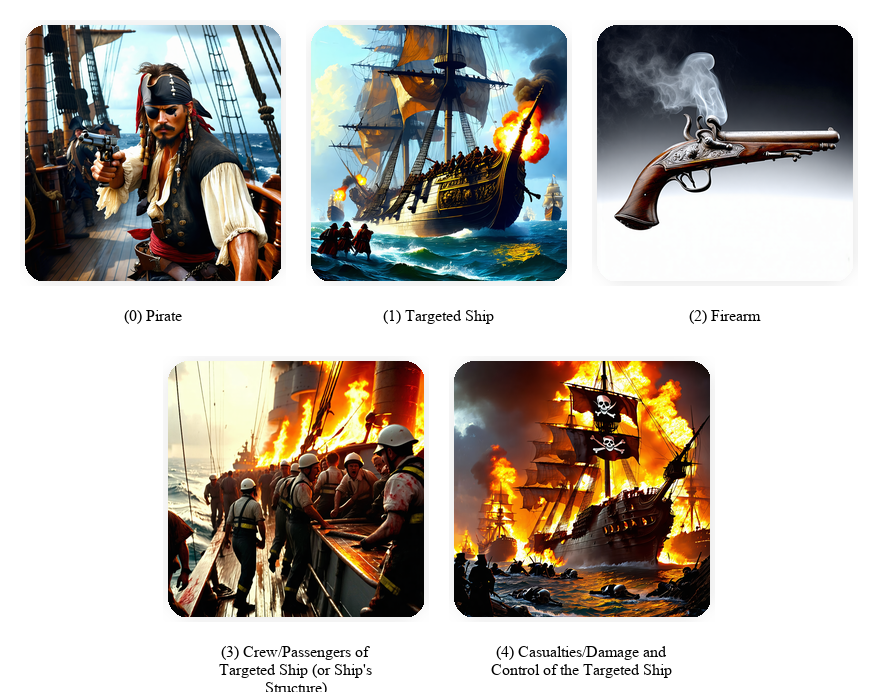 (0) Pirate
(1) Targeted Ship
(2) Firearm
(3) Crew/Passengers of
Targeted Ship (or Ship's
Structure)
(4) Casualties/Damage and
Control of the Targeted Ship